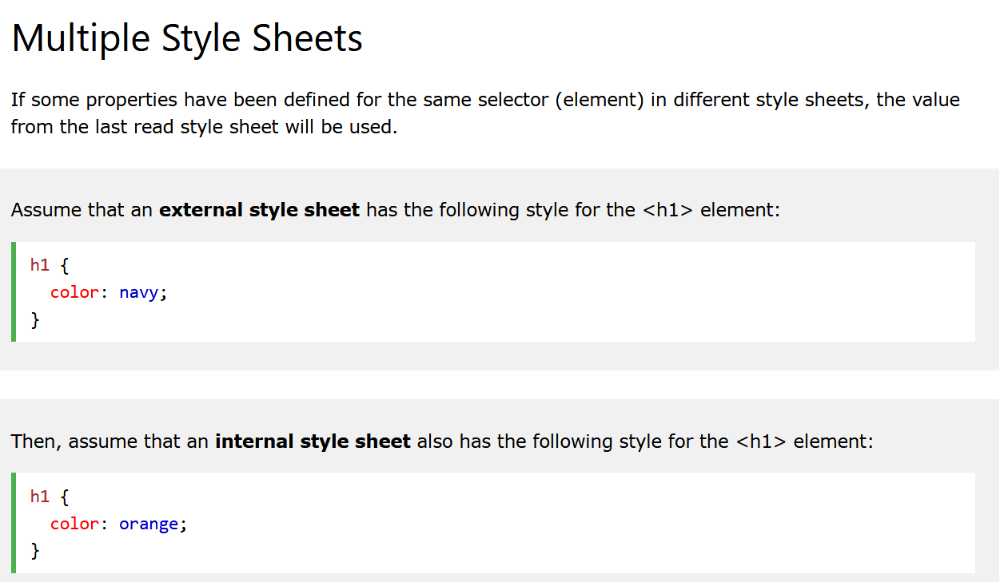 Multiple Style Sheets
If some properties have been defined for the same selector (element) in different style sheets, the value
from the last read style sheet will be used.
Assume that an external style sheet has the following style for the <h1> element:
h1 {
  color: navy;
}
Then, assume that an internal style sheet also has the following style for the <h1> element:
h1 {
  color: orange;
}